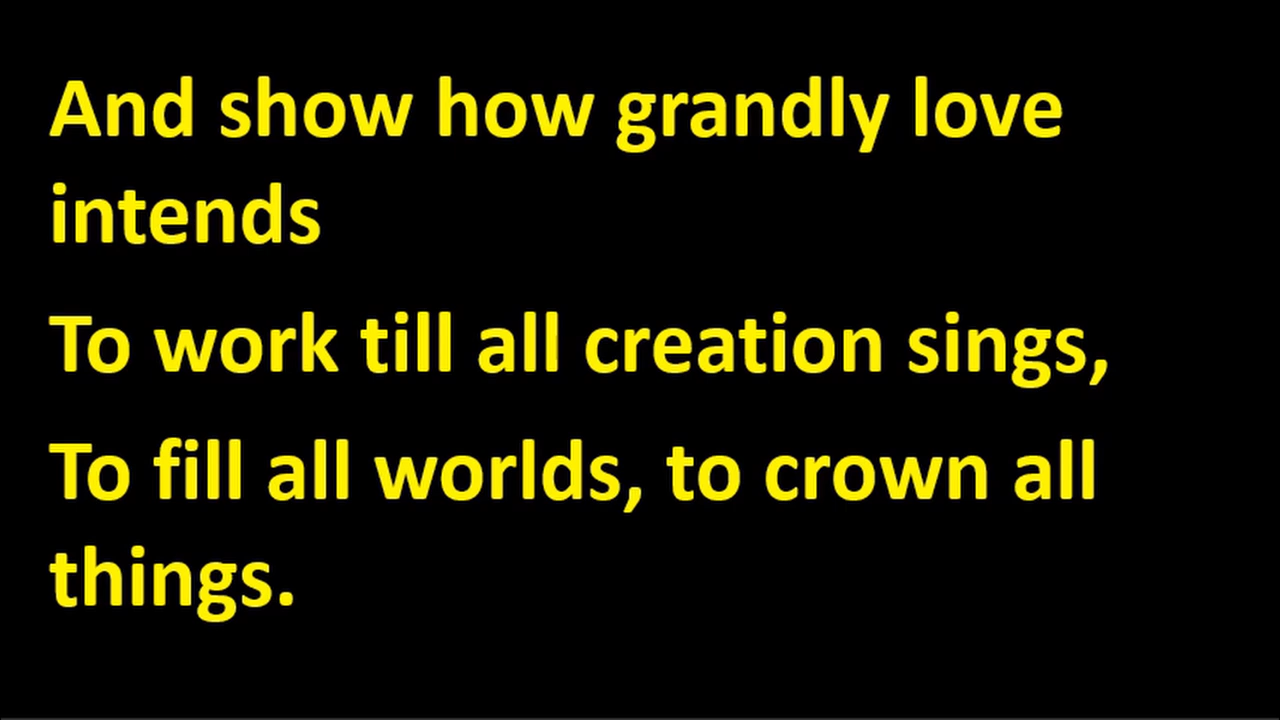 And show how grandly love
intends
To work till all creation sings,
To fill all worlds, to crown all
things.